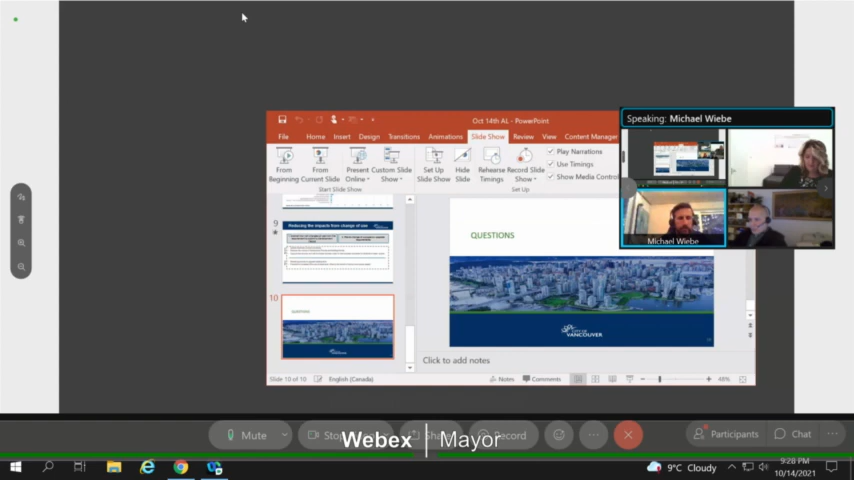 Oct 14th AL - PowerPoint
File Home Insert Design Transitions Animations Slide Show Review View Content Manager
From Beginning
From Current Slide
Present Online
Custom Slide Show
Set Up Slide Show
Hide Slide
Rehearse Timings
Record Slide Show
Play Narrations
Use Timings
Show Media Control
Start Slide Show
Set Up
Speaking: Michael Wiebe
Michael Wiebe
9
Reducing the impacts from change of use
10
QUESTIONS
QUESTIONS
CITY OF
VANCOUVER
Click to add notes
Slide 10 of 10 English (Canada) Notes Comments 48%
Mute
Record
Participants
Chat
Webex | Mayor
9°C Cloudy
9:28 PM
10/14/2021